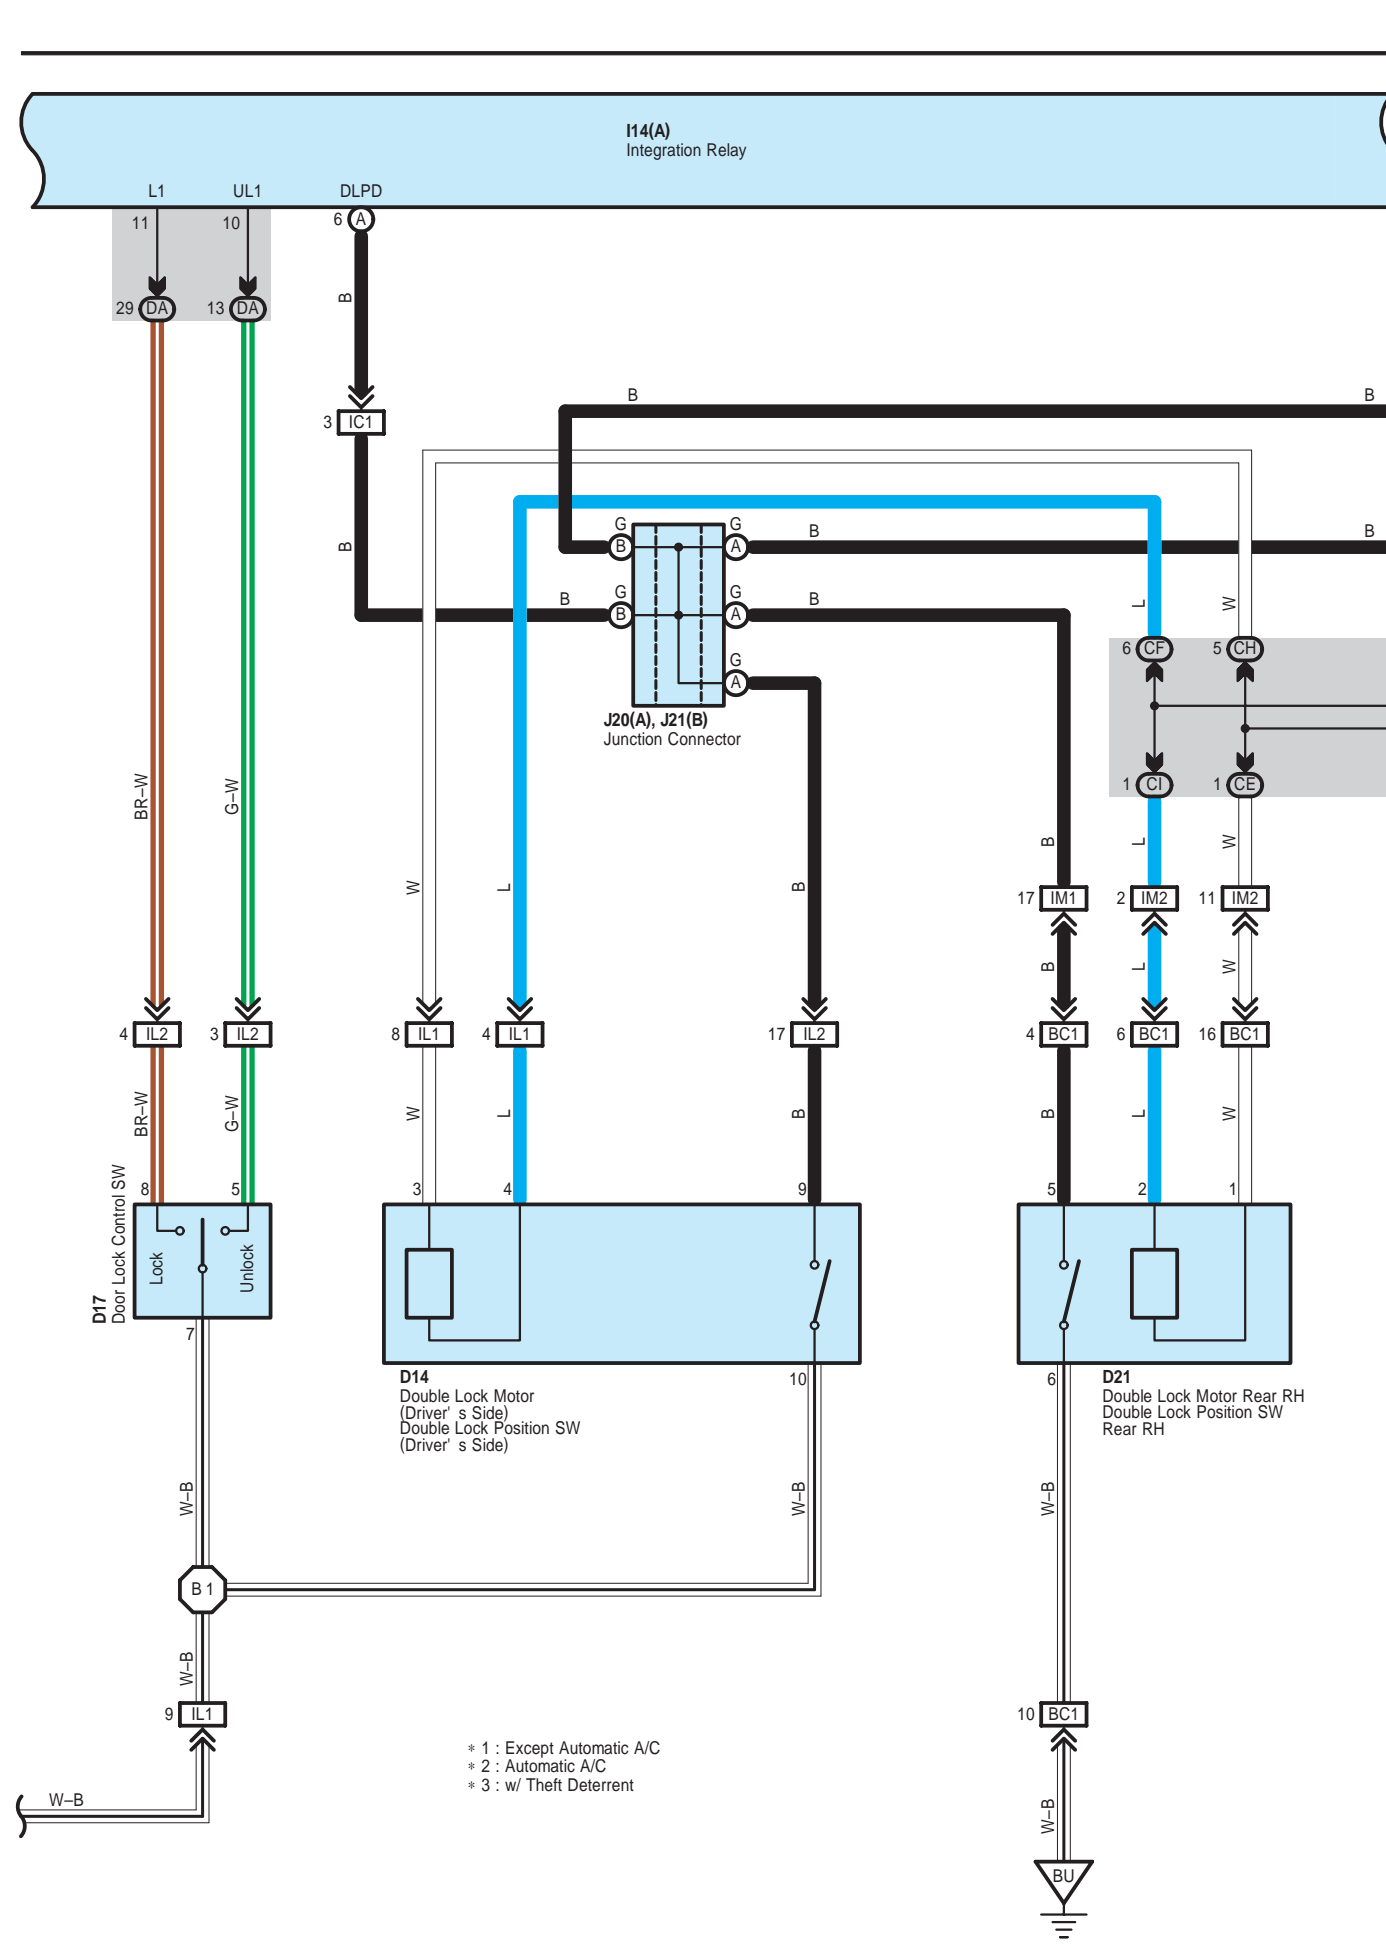 I14(A)
Integration Relay
L1
UL1
DLPD
11
10
6 A
29 DA
13 DA
B
B
B
3 IC1
G
G
B
B
B
A
B
G
G
B
B
B
A
L
W
G
A
6 CF
5 CH
J20(A), J21(B)
Junction Connector
BR–W
G–W
1 CI
1 CE
W
L
B
B
L
W
17 IM1
2 IM2
11 IM2
B
L
W
4 IL2
3 IL2
8 IL1
4 IL1
17 IL2
4 BC1
6 BC1
16 BC1
BR–W
G–W
W
L
B
B
L
W
8
5
3
4
9
5
2
1
D17
Door Lock Control SW
Lock
Unlock
7
D14
Double Lock Motor
(Driver' s Side)
Double Lock Position SW
(Driver' s Side)
10
6
D21
Double Lock Motor Rear RH
Double Lock Position SW
Rear RH
W–B
W–B
W–B
B 1
W–B
9 IL1
10 BC1
∗ 1 : Except Automatic A/C
∗ 2 : Automatic A/C
∗ 3 : w/ Theft Deterrent
W–B
W–B
BU